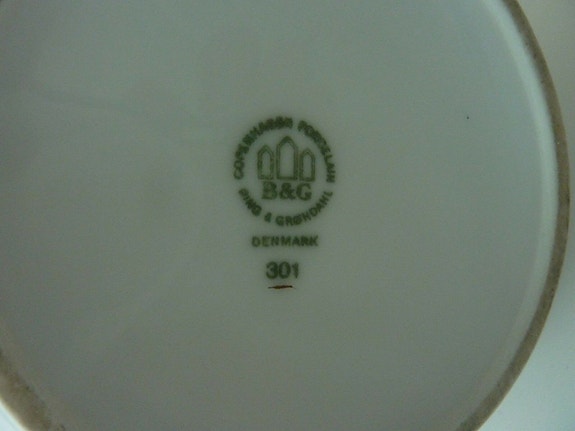 COPENHAGEN PORCELAIN
B&G
BING & GRØNDAHL
DENMARK
301